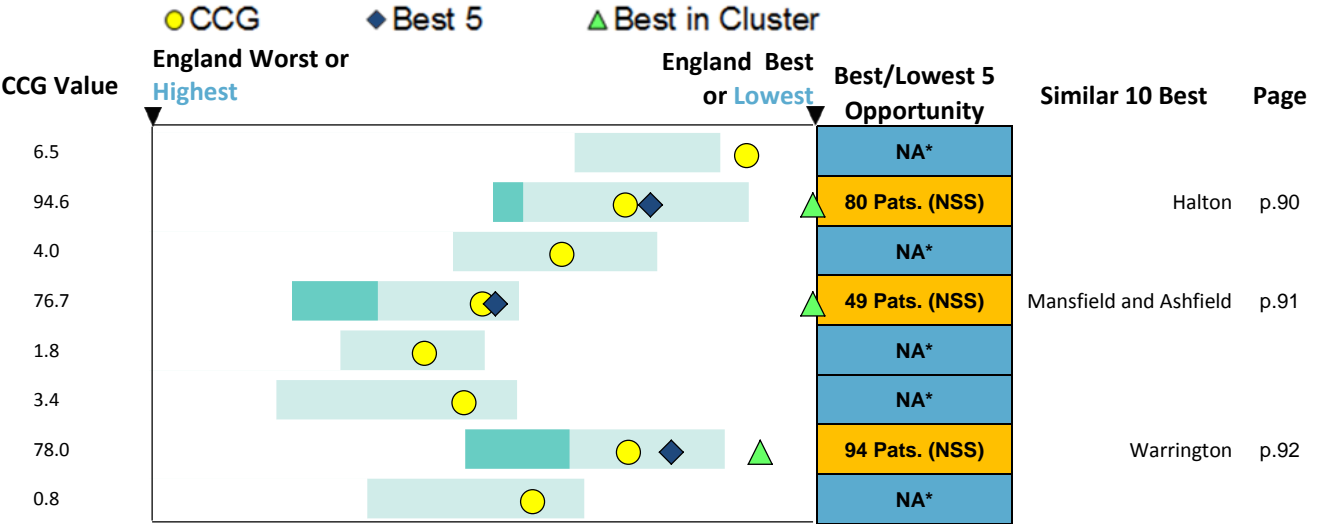 CCG Best 5 Best in Cluster
CCG Value England Worst or Highest England Best or Lowest Best/Lowest 5 Opportunity Similar 10 Best Page
6.5 NA*
94.6 80 Pats. (NSS) Halton p.90
4.0 NA*
76.7 49 Pats. (NSS) Mansfield and Ashfield p.91
1.8 NA*
3.4 NA*
78.0 94 Pats. (NSS) Warrington p.92
0.8 NA*